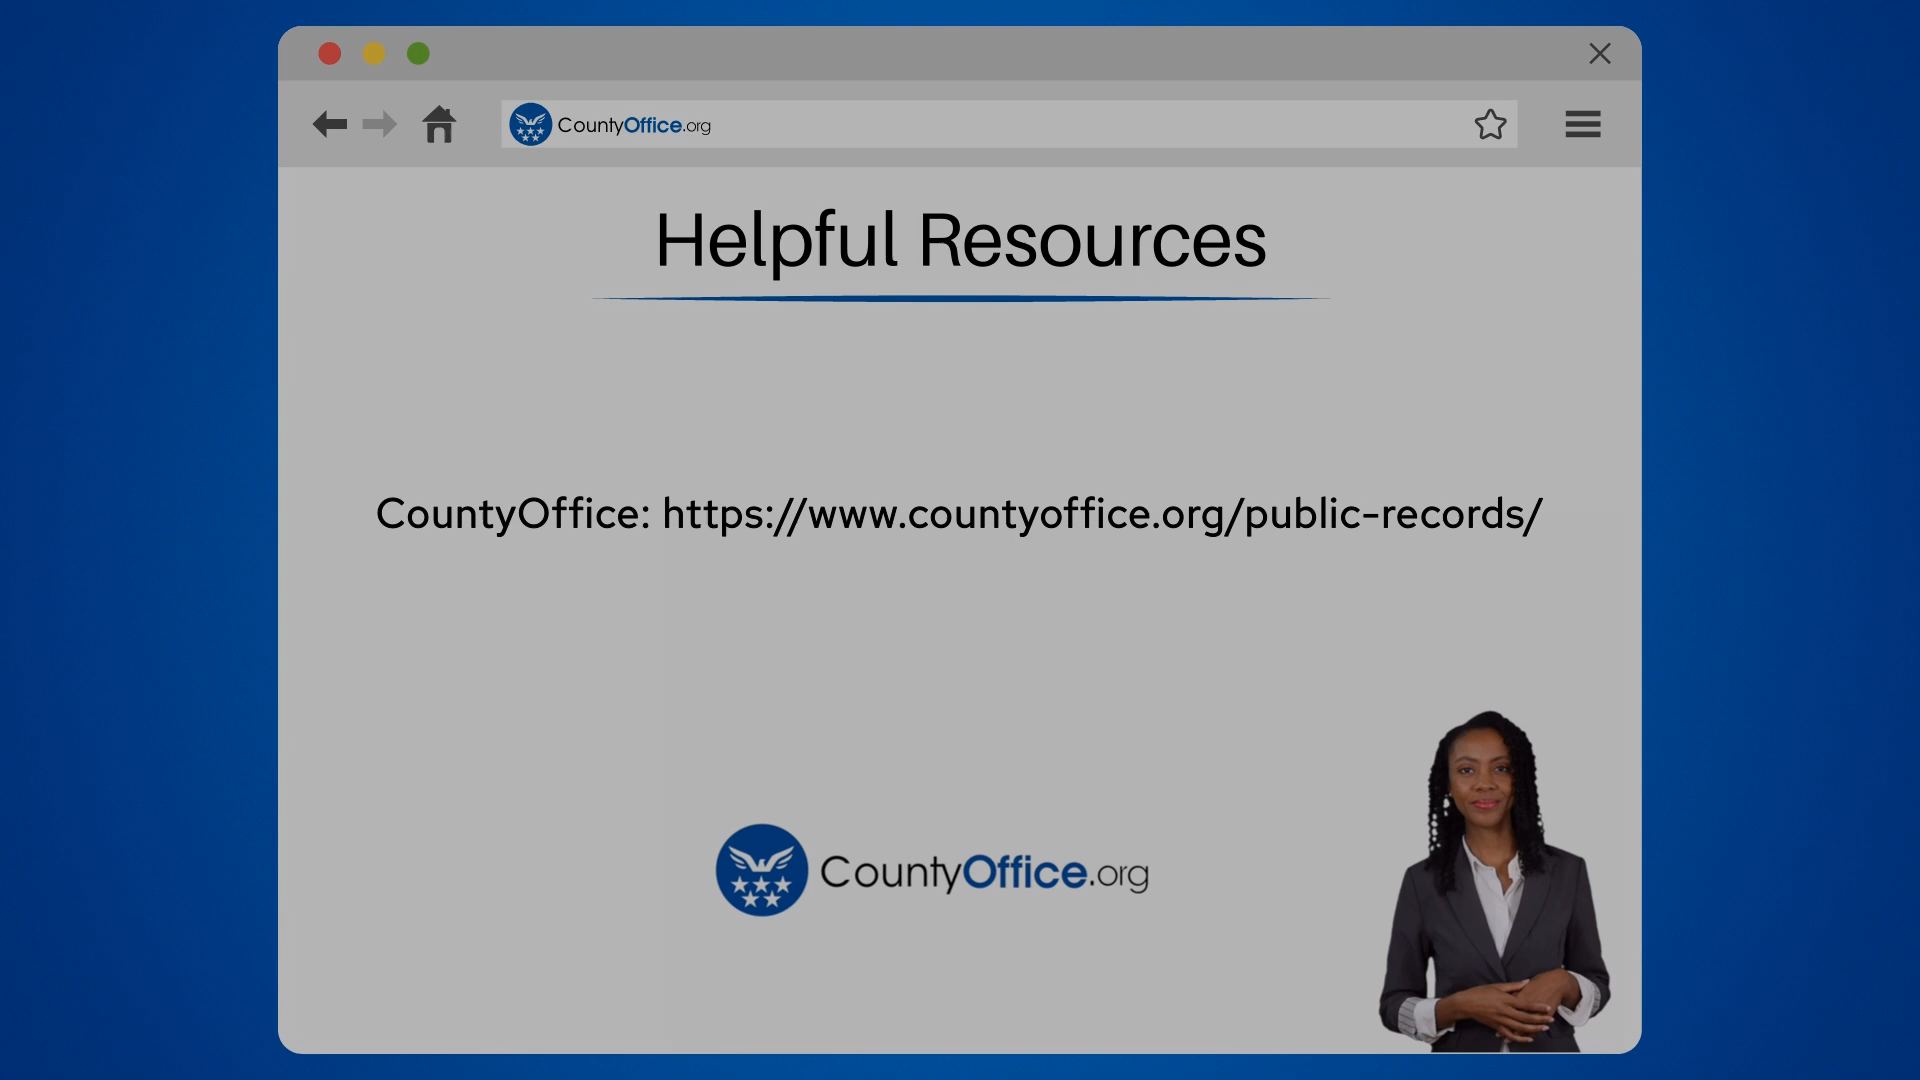 CountyOffice.org
Helpful Resources
CountyOffice: https://www.countyoffice.org/public-records/
CountyOffice.org